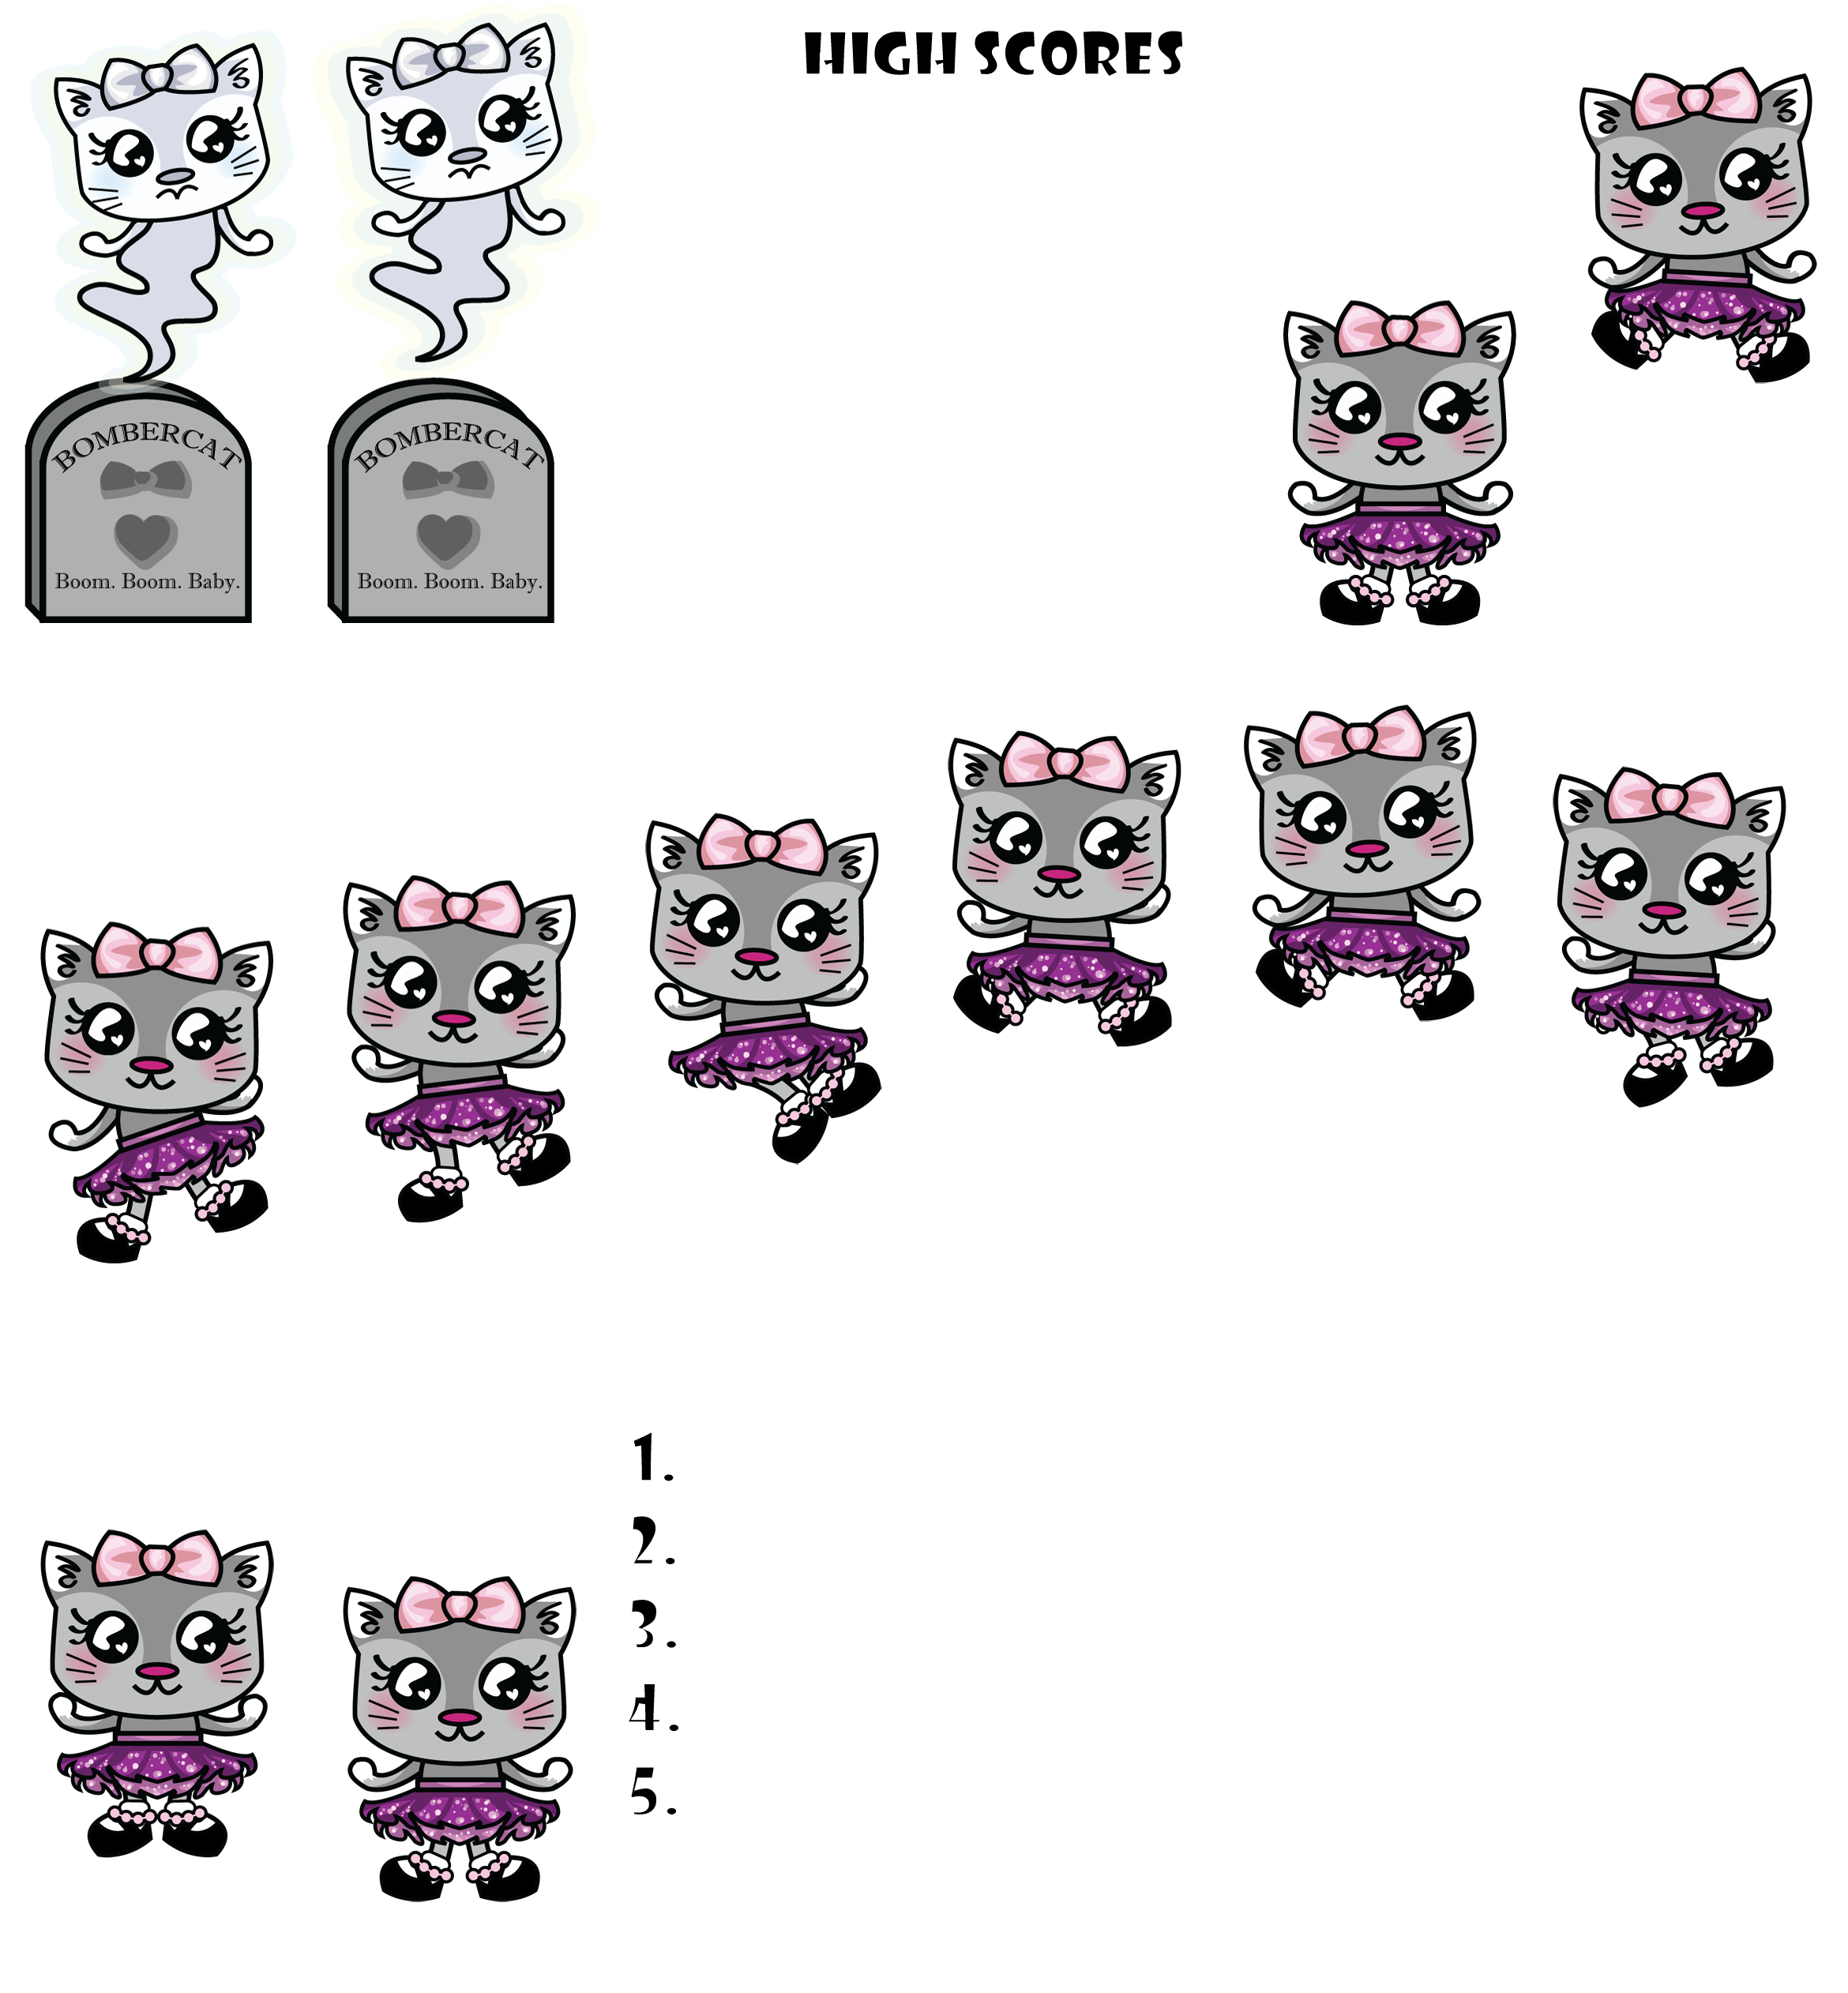 HIGH SCORES
BOMBERCAT
Boom. Boom. Baby.
BOMBERCAT
Boom. Boom. Baby.
1.
2.
3.
4.
5.